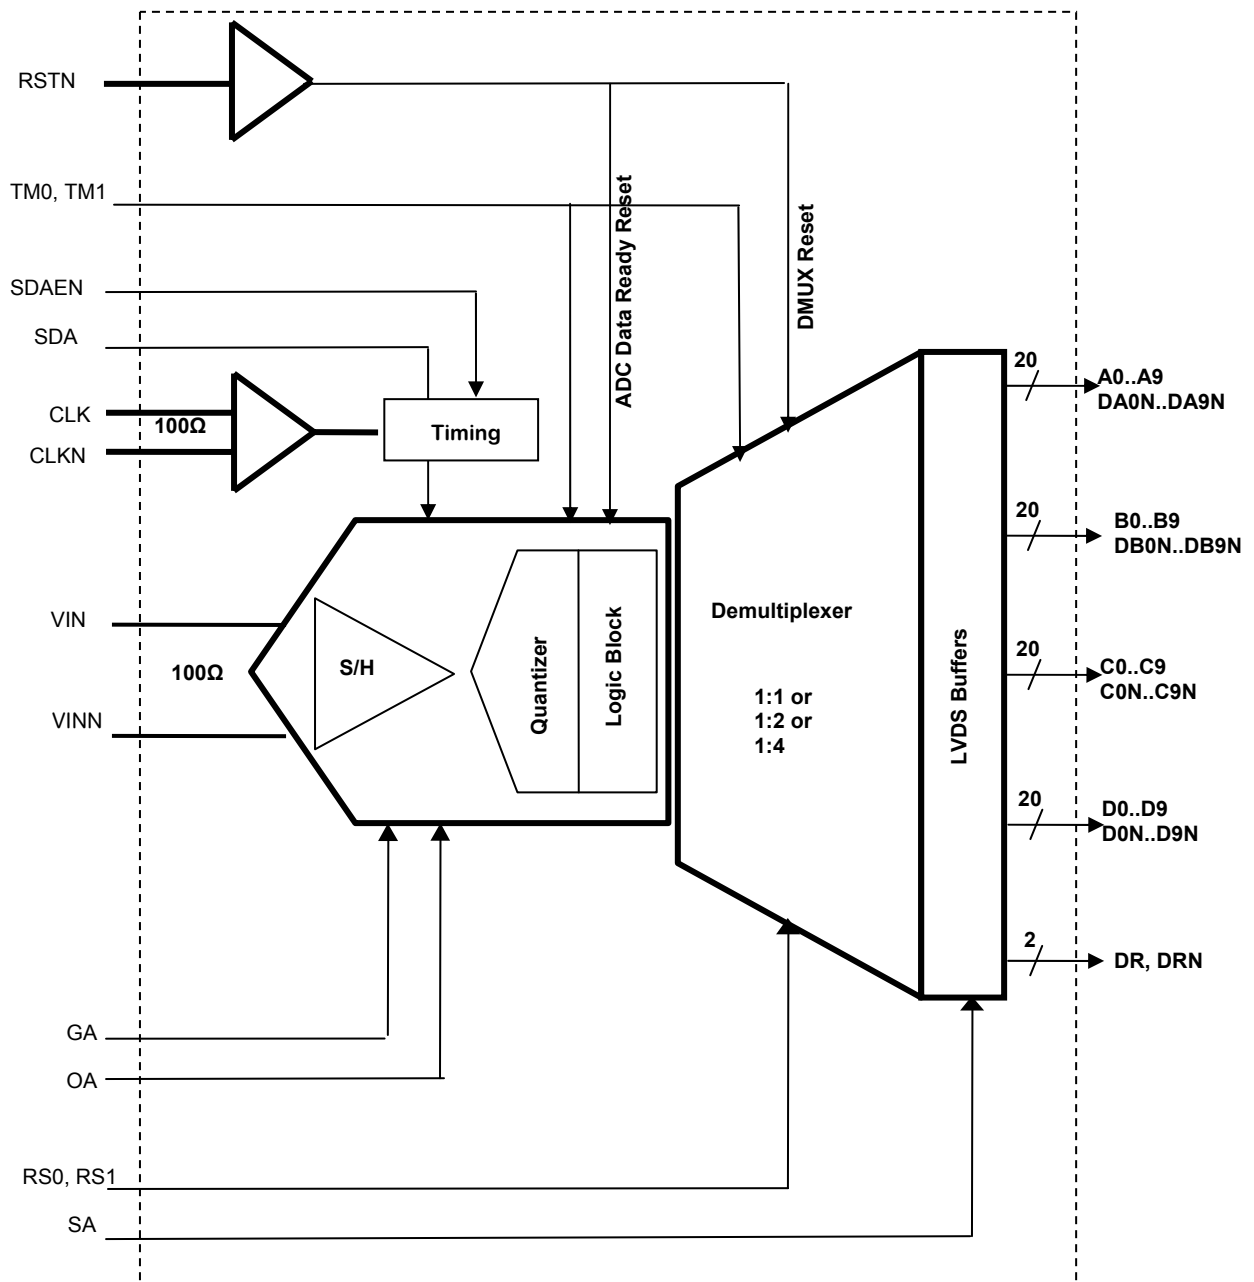 RSTN
TM0, TM1
ADC Data Ready Reset
DMUX Reset
SDAEN
SDA
CLK
100Ω
CLKN
Timing
20
A0..A9
DA0N..DA9N
20
B0..B9
DB0N..DB9N
VIN
100Ω
VINN
S/H
Quantizer
Logic Block
Demultiplexer
1:1 or
1:2 or
1:4
LVDS Buffers
20
C0..C9
C0N..C9N
20
D0..D9
D0N..D9N
2
DR, DRN
GA
OA
RS0, RS1
SA